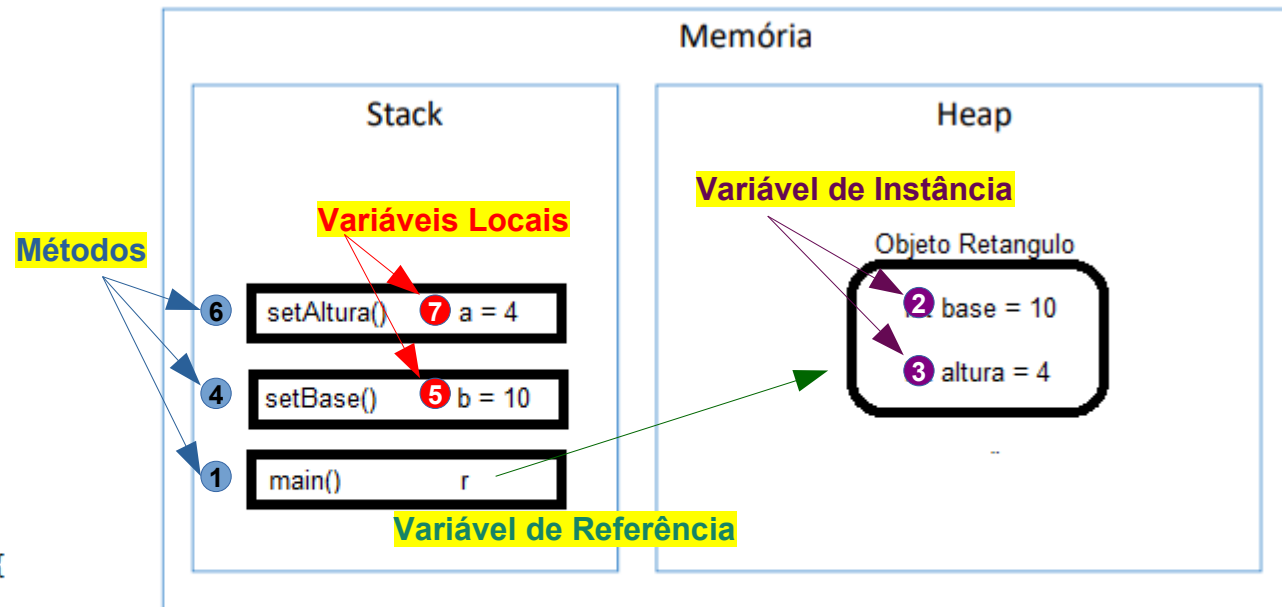 Memória
Stack
Heap
Variável de Instância
Variáveis Locais
Métodos
Objeto Retangulo
6 setAltura() 7 a = 4
2 base = 10
4 setBase() 5 b = 10
3 altura = 4
1 main() r
Variável de Referência